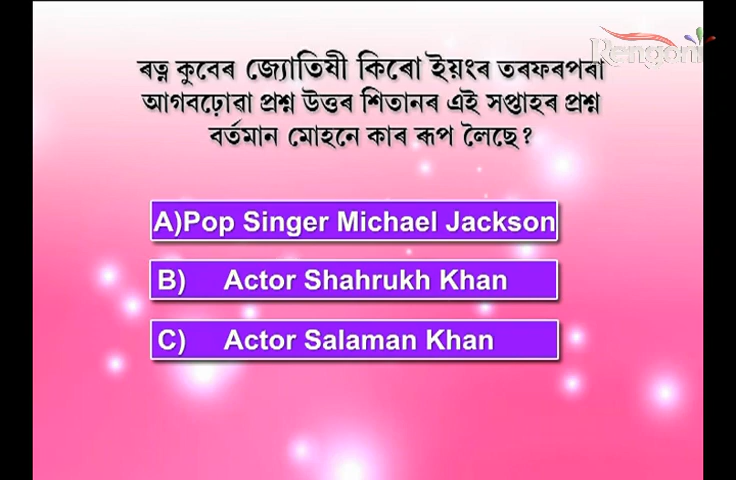 Rengoni
ৰত্ন কুবেৰ জ্যোতিষী কিৰো ইয়ংৰ তৰফৰপৰা
আগবঢ়োৱা প্ৰশ্ন উত্তৰ শিতানৰ এই সপ্তাহৰ প্ৰশ্ন
বৰ্তমান মোহনে কাৰ ৰূপ লৈছে?
A)Pop Singer Michael Jackson
B) Actor Shahrukh Khan
C) Actor Salaman Khan